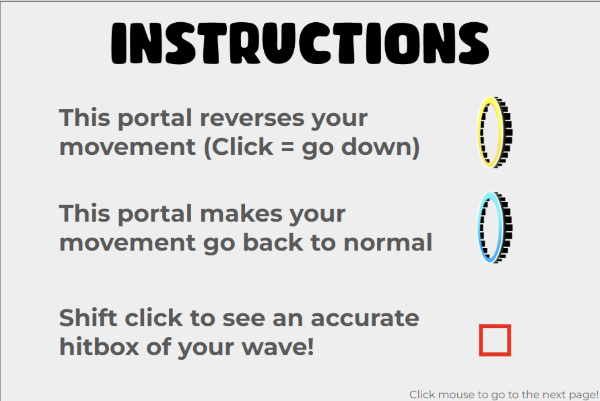 INSTRUCTIONS
This portal reverses your
movement (Click = go down)
This portal makes your
movement go back to normal
Shift click to see an accurate
hitbox of your wave!
Click mouse to go to the next page!